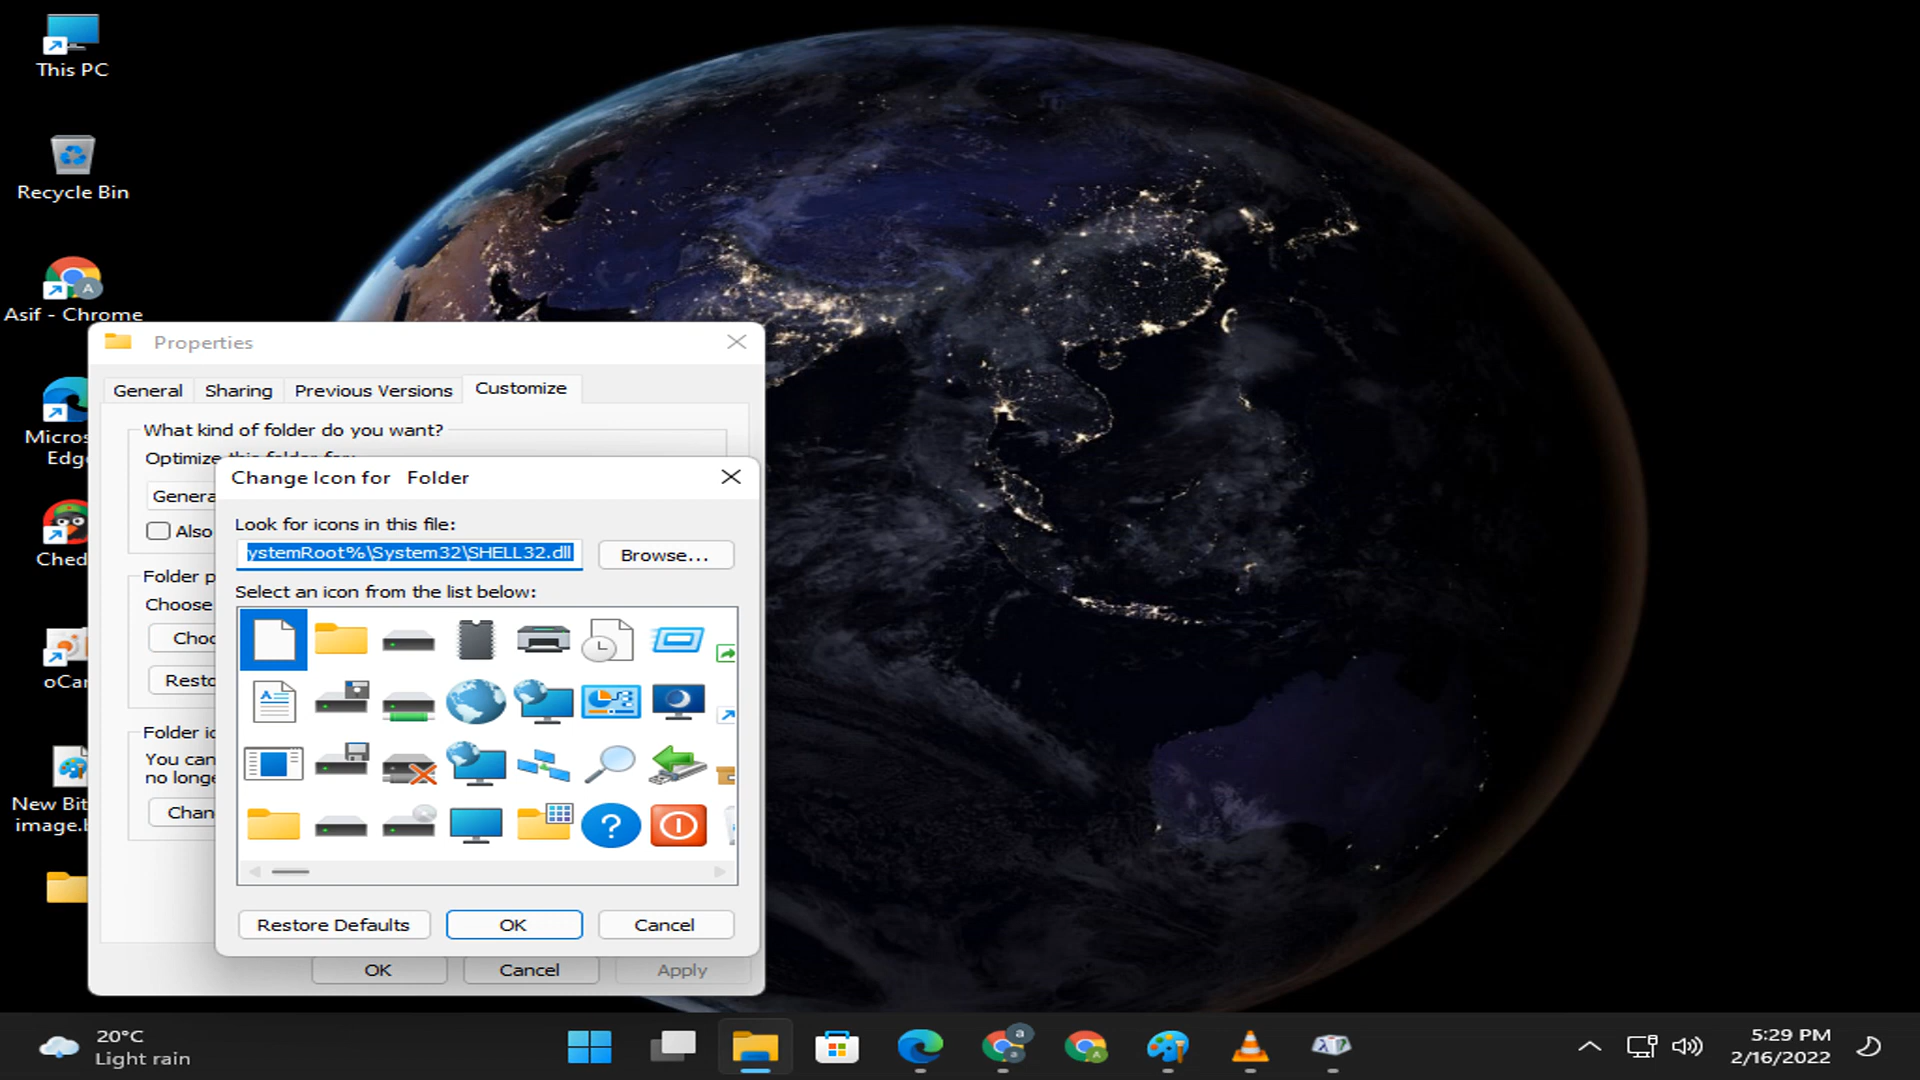 This PC
Recycle Bin
Asif - Chrome
Micros
Edg
Ched
oCa
New Bit
image.b
Properties
General
Sharing
Previous Versions
Customize
What kind of folder do you want?
Optimize this folder for:
Genera
Also
Folder p
Choose
Choo
Resto
Folder ic
You can
no longe
Chan
Change Icon for Folder
Look for icons in this file:
ystemRoot%\System32\SHELL32.dll
Browse...
Select an icon from the list below:
Restore Defaults
OK
Cancel
OK
Cancel
Apply
20°C
Light rain
5:29 PM
2/16/2022